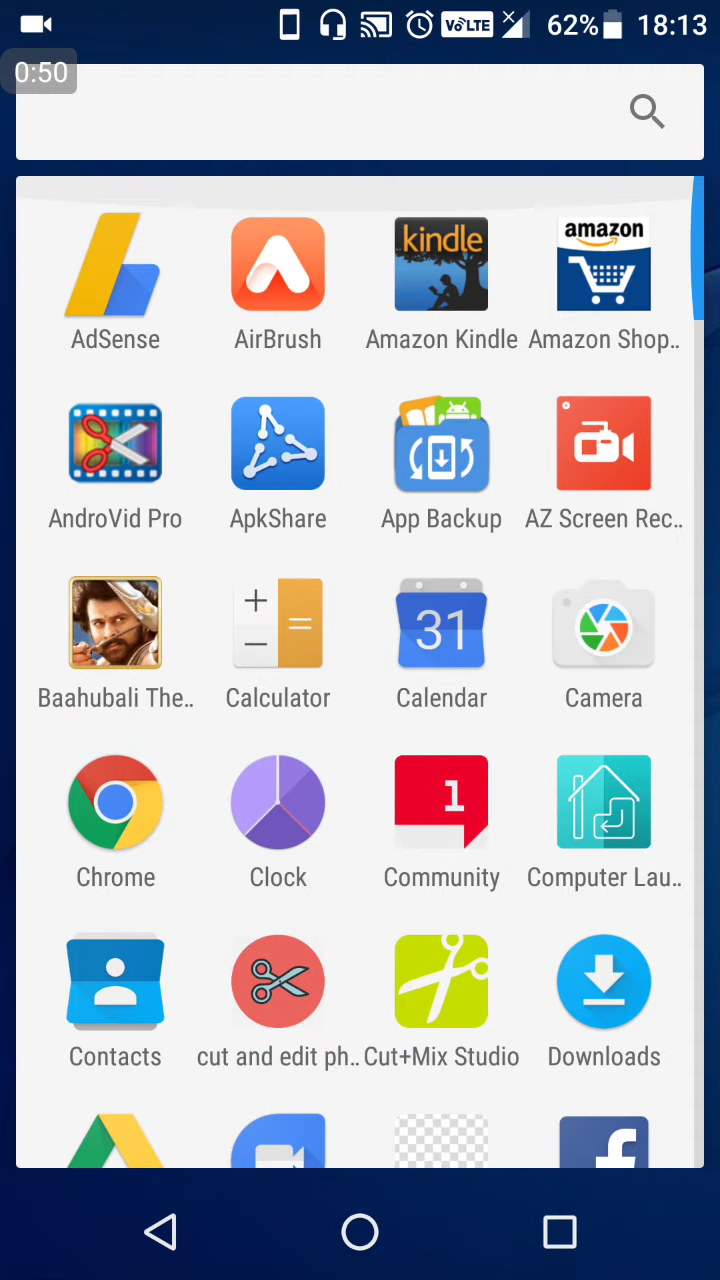 VoLTE 62% 18:13
0:50
kindle
amazon
AdSense AirBrush Amazon Kindle Amazon Shop..
AndroVid Pro ApkShare App Backup AZ Screen Rec..
+
− =
31
Baahubali The.. Calculator Calendar Camera
1
Chrome Clock Community Computer Lau..
Contacts cut and edit ph.. Cut+Mix Studio Downloads
f